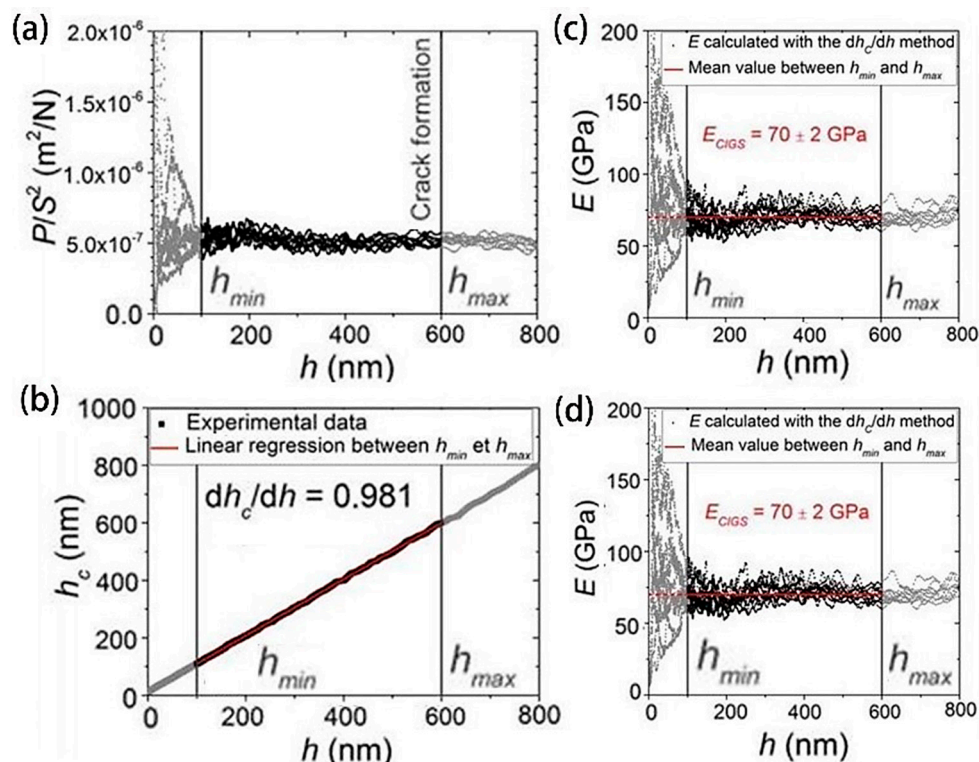 (a)
P/S² (m²/N)
2.0x10⁻⁶
1.5x10⁻⁶
1.0x10⁻⁶
5.0x10⁻⁷
0.0
Crack formation
h_min
h_max
0 200 400 600 800
h (nm)
(c)
E (GPa)
200
150
100
50
0
E calculated with the dh_c/dh method
Mean value between h_min and h_max
E_CIGS = 70 ± 2 GPa
h_min
h_max
0 200 400 600 800
h (nm)
(b)
h_c (nm)
1000
800
600
400
200
0
Experimental data
Linear regression between h_min et h_max
dh_c/dh = 0.981
h_min
h_max
0 200 400 600 800
h (nm)
(d)
E (GPa)
200
150
100
50
0
E calculated with the dh_c/dh method
Mean value between h_min and h_max
E_CIGS = 70 ± 2 GPa
h_min
h_max
0 200 400 600 800
h (nm)